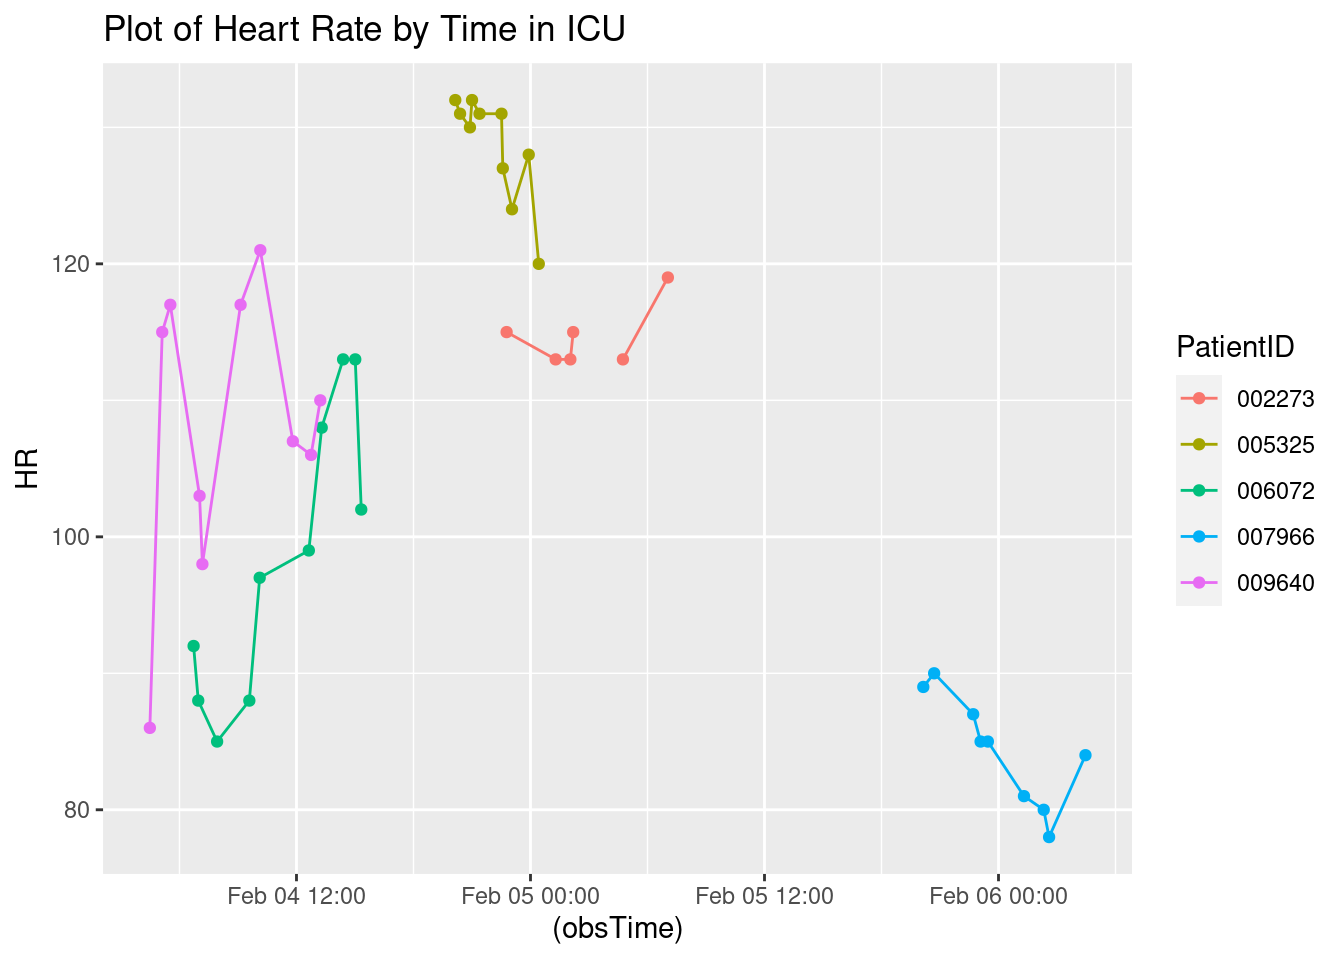 Plot of Heart Rate by Time in ICU
HR
120
100
80
Feb 04 12:00
Feb 05 00:00
Feb 05 12:00
Feb 06 00:00
(obsTime)
PatientID
002273
005325
006072
007966
009640